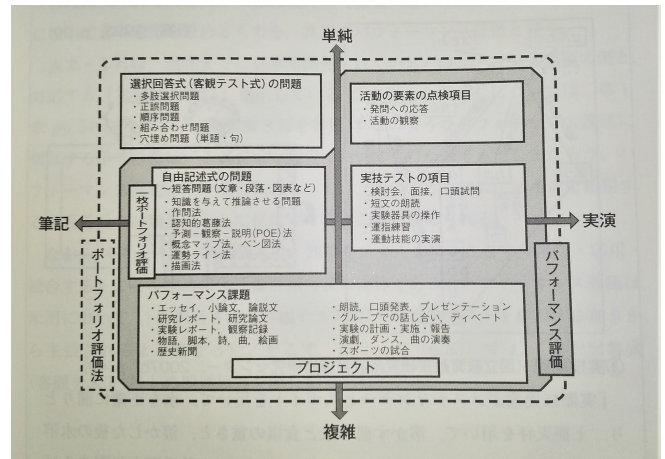 単純
選択回答式(客観テスト式)の問題
・多肢選択問題
・正誤問題
・順序問題
・組み合わせ問題
・穴埋め問題(単語・句)
活動の要素の点検項目
・発問への応答
・活動の観察
自由記述式の問題
〜短答問題(文章・段落・図表など)
・知識を与えて推論させる問題
・作問法
・認知的葛藤法
・予測−観察−説明(POE)法
・概念マップ法,ベン図法
・運勢ライン法
・描画法
一枚ポートフォリオ評価
実技テストの項目
・検討会,面接,口頭試問
・短文の朗読
・実験器具の操作
・運指練習
・運動技能の実演
筆記
実演
ポートフォリオ評価法
パフォーマンス評価
パフォーマンス課題
・エッセイ,小論文,論説文
・研究レポート,研究論文
・実験レポート,観察記録
・物語,脚本,詩,曲,絵画
・歴史新聞
・朗読,口頭発表,プレゼンテーション
・グループでの話し合い,ディベート
・実験の計画・実施・報告
・演劇,ダンス,曲の演奏
・スポーツの試合
プロジェクト
複雑